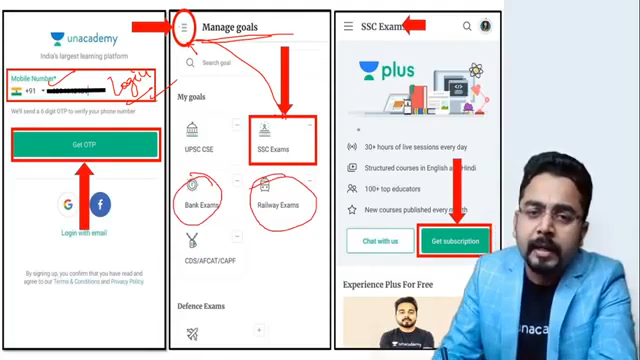 unacademy
India's largest learning platform
Mobile Number*
+91
Login
We'll send a 6 digit OTP to verify your phone number
Get OTP
G
f
Login with email
By signing up, you confirm that you have read and
agree to our Terms & Conditions and Privacy Policy.
Manage goals
Search goal
My goals
UPSC CSE
SSC Exams
Bank Exams
Railway Exams
CDS/AFCAT/CAPF
Defence Exams
SSC Exams
plus
30+ hours of live sessions every day
Structured courses in English and Hindi
100+ top educators
New courses published every month
Chat with us
Get subscription
Experience Plus For Free
unacademy